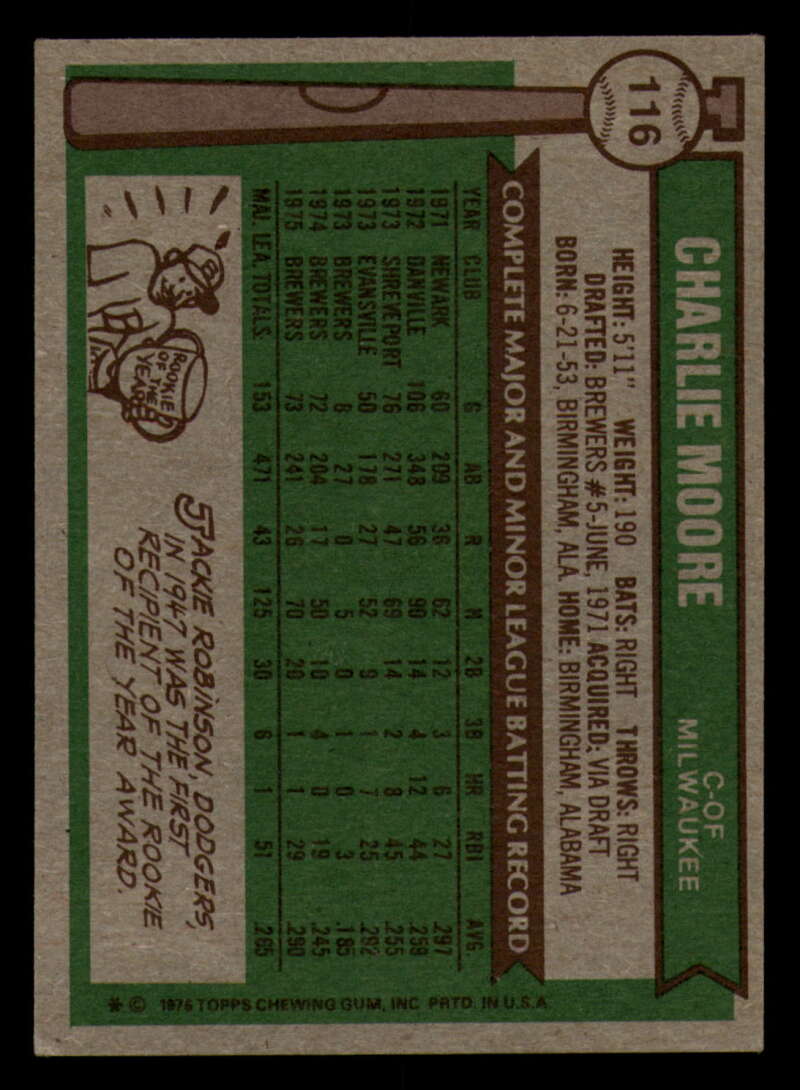 116
CHARLIE MOORE
C-OF
MILWAUKEE
HEIGHT: 5'11" WEIGHT: 190 BATS: RIGHT THROWS: RIGHT
DRAFTED: BREWERS #5-JUNE, 1971 ACQUIRED: VIA DRAFT
BORN: 6-21-53, BIRMINGHAM, ALA. HOME: BIRMINGHAM, ALABAMA
COMPLETE MAJOR AND MINOR LEAGUE BATTING RECORD
YEAR CLUB G AB R H 2B 3B HR RBI AVG.
1971 NEWARK 60 209 36 62 12 3 6 27 .297
1972 DANVILLE 106 348 56 90 14 4 12 44 .259
1973 SHREVEPORT 76 271 47 69 14 2 8 45 .255
1973 EVANSVILLE 50 178 27 52 9 1 7 25 .292
1973 BREWERS 8 27 0 5 0 1 0 3 .185
1974 BREWERS 72 204 17 50 10 4 0 19 .245
1975 BREWERS 73 241 26 70 20 1 1 29 .290
MAJ. LEA. TOTALS 153 471 43 125 30 6 1 51 .265
ROOKIE
OF THE
YEAR
JACKIE ROBINSON, DODGERS,
IN 1947 WAS THE FIRST
RECIPIENT OF THE ROOKIE
OF THE YEAR AWARD.
* © 1976 TOPPS CHEWING GUM, INC. PRTD. IN U.S.A.